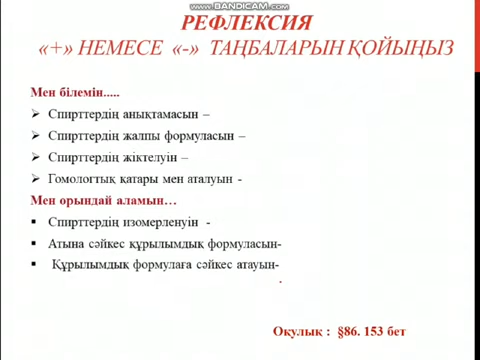 www.BANDICAM.com
РЕФЛЕКСИЯ
«+» НЕМЕСЕ «-» ТАҢБАЛАРЫН ҚОЙЫҢЫЗ
Мен білемін.....
Спирттердің анықтамасын –
Спирттердің жалпы формуласын –
Спирттердің жіктелуін –
Гомологтық қатары мен аталуын -
Мен орындай аламын…
Спирттердің изомерленуін -
Атына сәйкес құрылымдық формуласын-
Құрылымдық формулаға сәйкес атауын-
Оқулық : §86. 153 бет